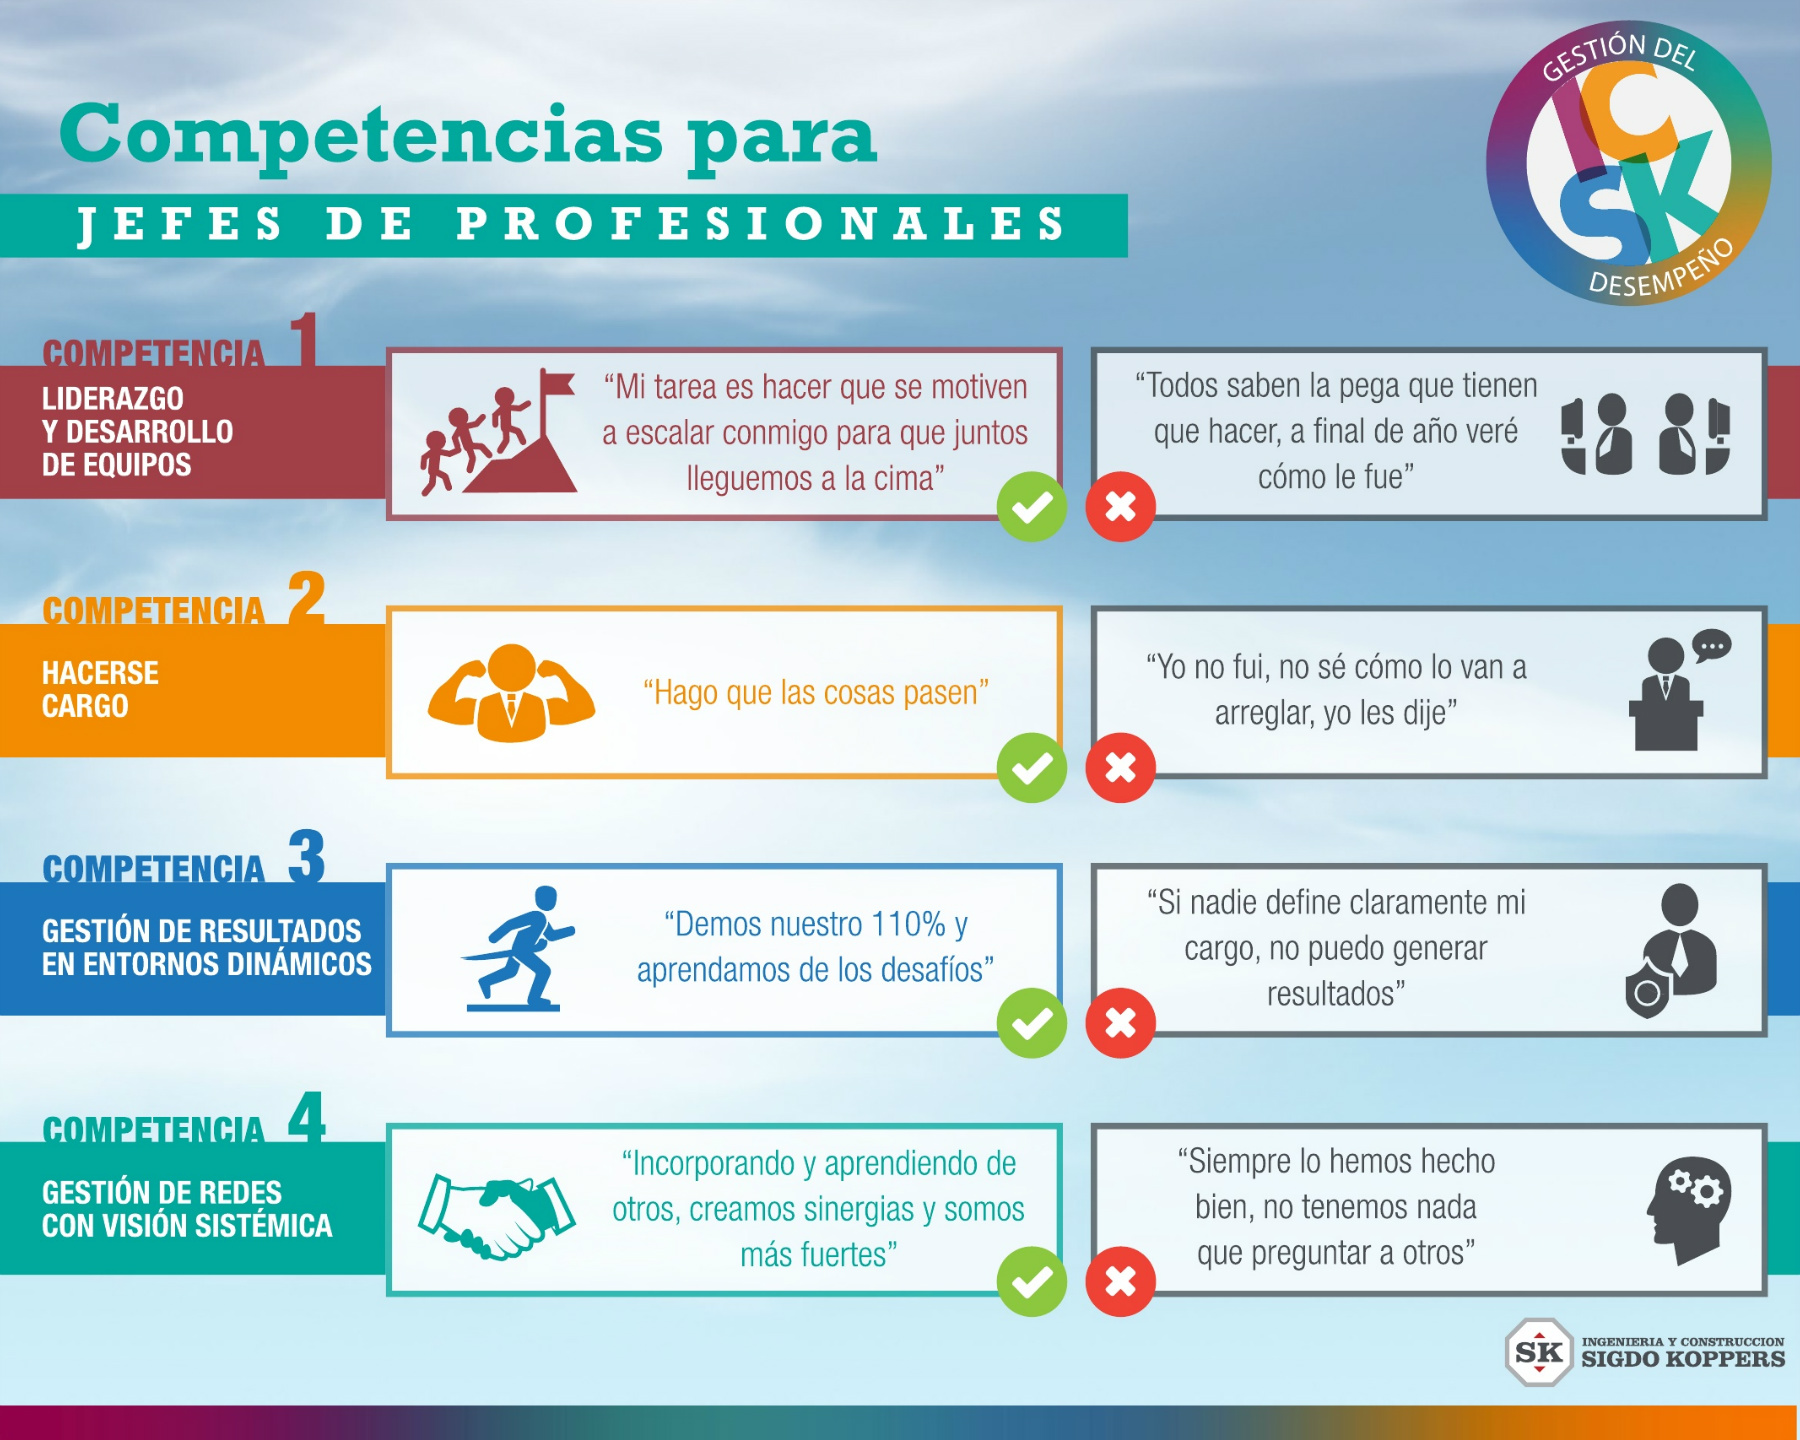 Competencias para
JEFES DE PROFESIONALES
GESTIÓN DEL
ICSK
DESEMPEÑO
COMPETENCIA 1
LIDERAZGO
Y DESARROLLO
DE EQUIPOS
“Mi tarea es hacer que se motiven
a escalar conmigo para que juntos
lleguemos a la cima”
“Todos saben la pega que tienen
que hacer, a final de año veré
cómo le fue”
COMPETENCIA 2
HACERSE
CARGO
“Hago que las cosas pasen”
“Yo no fui, no sé cómo lo van a
arreglar, yo les dije”
COMPETENCIA 3
GESTIÓN DE RESULTADOS
EN ENTORNOS DINÁMICOS
“Demos nuestro 110% y
aprendamos de los desafíos”
“Si nadie define claramente mi
cargo, no puedo generar
resultados”
COMPETENCIA 4
GESTIÓN DE REDES
CON VISIÓN SISTÉMICA
“Incorporando y aprendiendo de
otros, creamos sinergias y somos
más fuertes”
“Siempre lo hemos hecho
bien, no tenemos nada
que preguntar a otros”
SK
INGENIERIA Y CONSTRUCCION
SIGDO KOPPERS